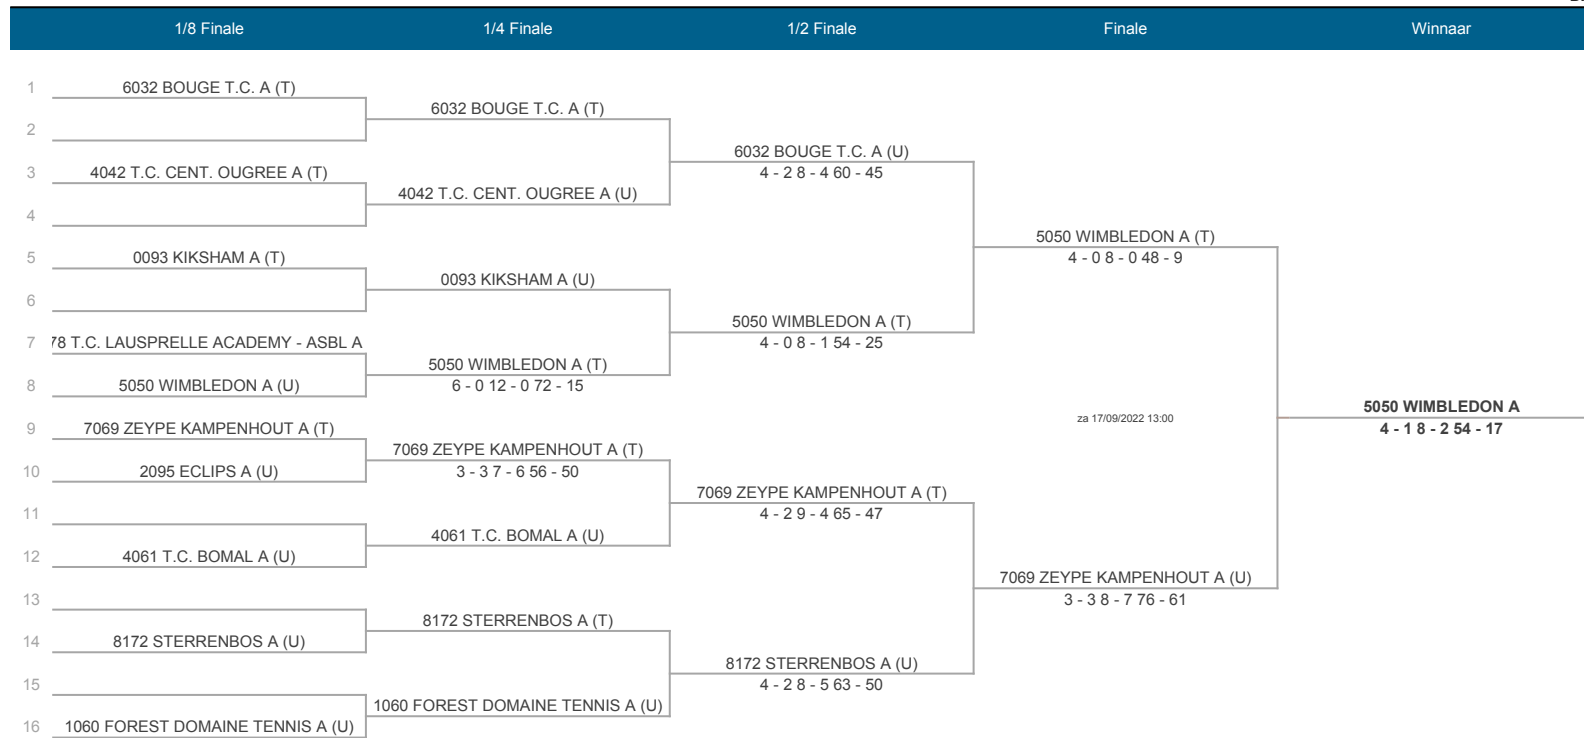 1/8 Finale 1/4 Finale 1/2 Finale Finale Winnaar
1 6032 BOUGE T.C. A (T)
6032 BOUGE T.C. A (T)
2
6032 BOUGE T.C. A (U)
4 - 2 8 - 4 60 - 45
3 4042 T.C. CENT. OUGREE A (T)
4042 T.C. CENT. OUGREE A (U)
4
5050 WIMBLEDON A (T)
4 - 0 8 - 0 48 - 9
5 0093 KIKSHAM A (T)
0093 KIKSHAM A (U)
6
5050 WIMBLEDON A (T)
4 - 0 8 - 1 54 - 25
7 78 T.C. LAUSPRELLE ACADEMY - ASBL A
5050 WIMBLEDON A (T)
6 - 0 12 - 0 72 - 15
8 5050 WIMBLEDON A (U)
5050 WIMBLEDON A
4 - 1 8 - 2 54 - 17
za 17/09/2022 13:00
9 7069 ZEYPE KAMPENHOUT A (T)
7069 ZEYPE KAMPENHOUT A (T)
3 - 3 7 - 6 56 - 50
10 2095 ECLIPS A (U)
7069 ZEYPE KAMPENHOUT A (T)
4 - 2 9 - 4 65 - 47
11
4061 T.C. BOMAL A (U)
12 4061 T.C. BOMAL A (U)
7069 ZEYPE KAMPENHOUT A (U)
3 - 3 8 - 7 76 - 61
13
8172 STERRENBOS A (T)
14 8172 STERRENBOS A (U)
8172 STERRENBOS A (U)
4 - 2 8 - 5 63 - 50
15
1060 FOREST DOMAINE TENNIS A (U)
16 1060 FOREST DOMAINE TENNIS A (U)